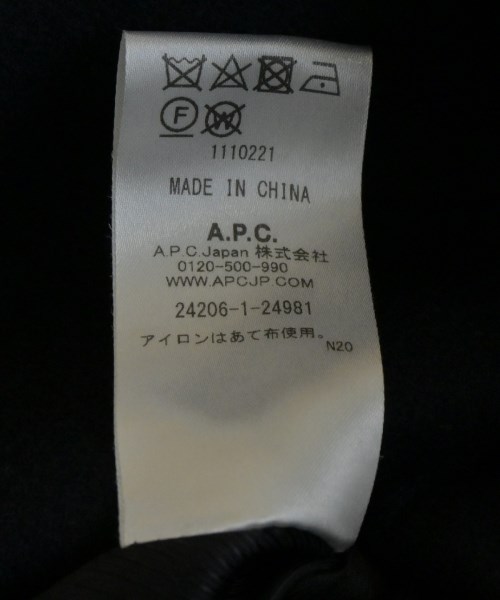 F W
1110221
MADE IN CHINA
A.P.C.
A.P.C.Japan 株式会社
0120-500-990
WWW.APCJP.COM
24206-1-24981
アイロンはあて布使用。
N20